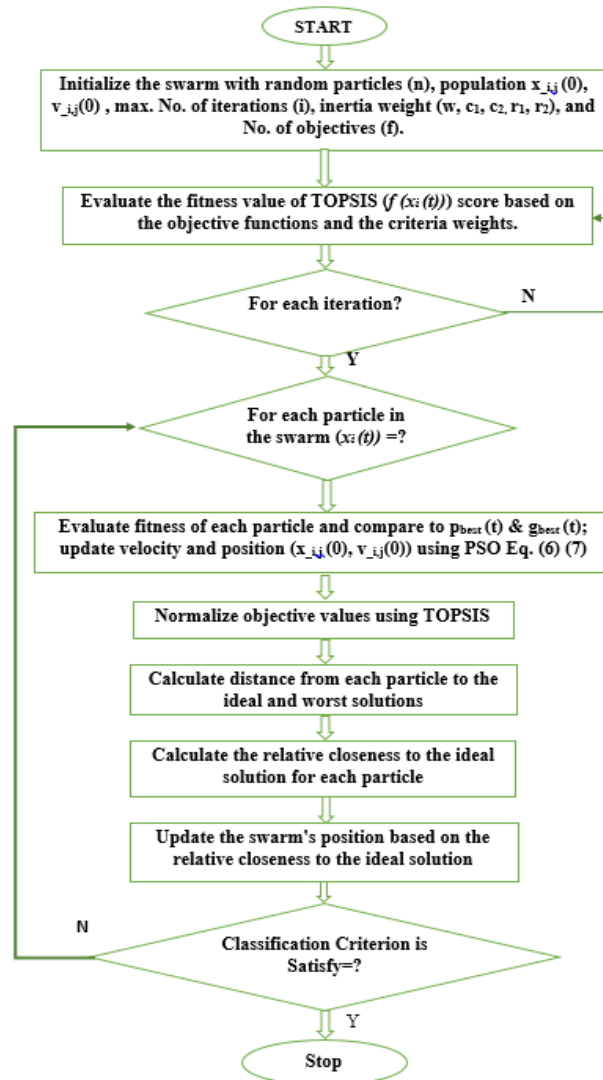 START
Initialize the swarm with random particles (n), population x_i,j(0),
v_i,j(0) , max. No. of iterations (i), inertia weight (w, c₁, c₂, r₁, r₂), and
No. of objectives (f).
Evaluate the fitness value of TOPSIS (f (xᵢ(t))) score based on
the objective functions and the criteria weights.
For each iteration?
N
Y
For each particle in
the swarm (xᵢ(t)) =?
Evaluate fitness of each particle and compare to pbest (t) & gbest (t);
update velocity and position (x_i,j(0), v_i,j(0)) using PSO Eq. (6) (7)
Normalize objective values using TOPSIS
Calculate distance from each particle to the
ideal and worst solutions
Calculate the relative closeness to the ideal
solution for each particle
Update the swarm's position based on the
relative closeness to the ideal solution
N
Classification Criterion is
Satisfy=?
Y
Stop